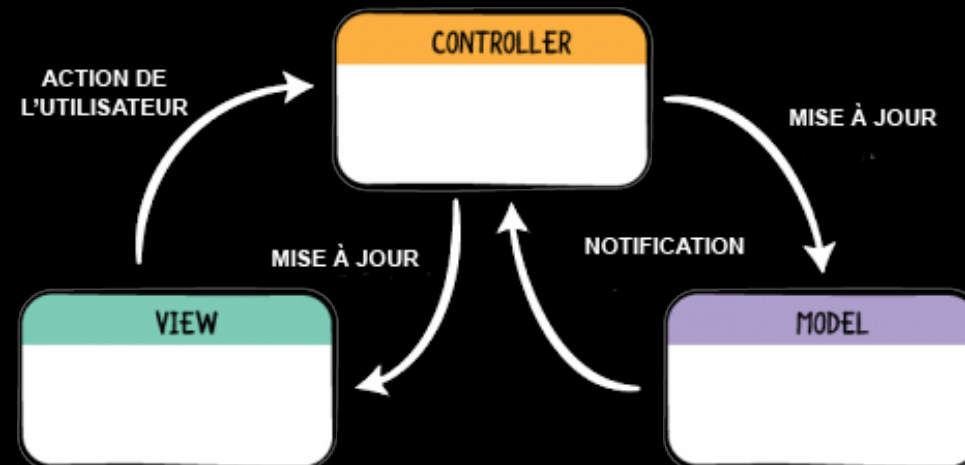 CONTROLLER
ACTION DE
L'UTILISATEUR
MISE À JOUR
MISE À JOUR
NOTIFICATION
VIEW
MODEL